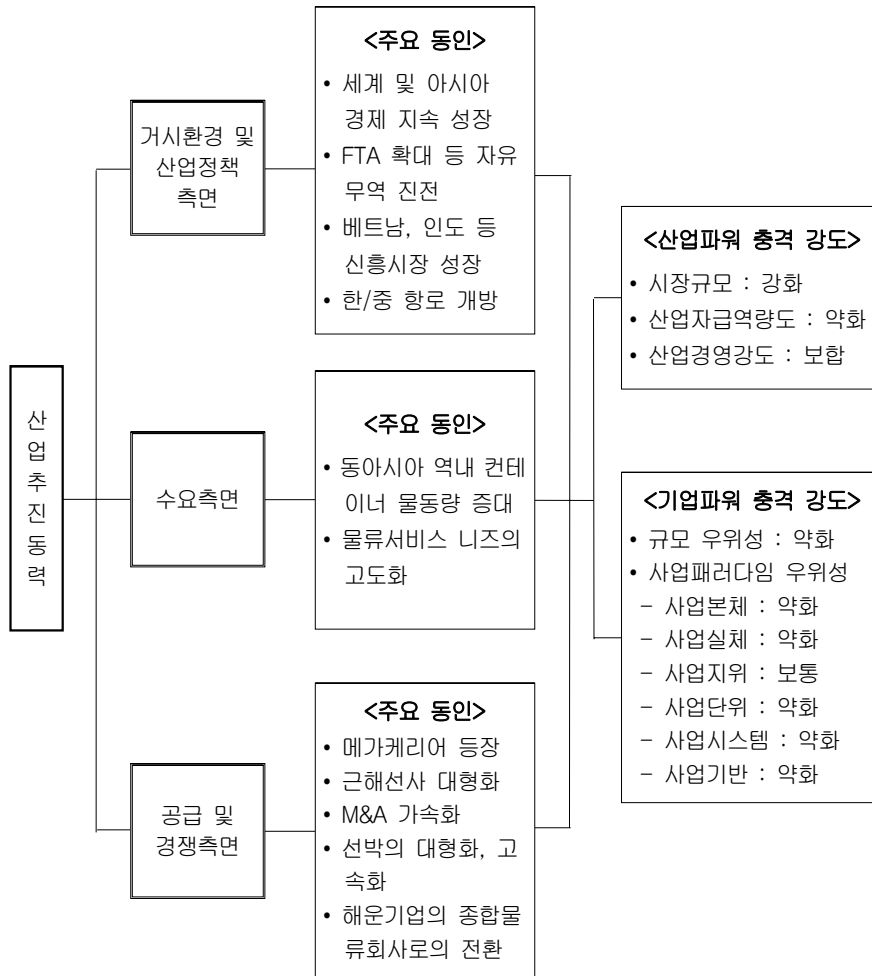 산
업
추
진
동
력
거시환경 및
산업정책
측면
<주요 동인>
• 세계 및 아시아
경제 지속 성장
• FTA 확대 등 자유
무역 진전
• 베트남, 인도 등
신흥시장 성장
• 한/중 항로 개방
수요측면
<주요 동인>
• 동아시아 역내 컨테
이너 물동량 증대
• 물류서비스 니즈의
고도화
공급 및
경쟁측면
<주요 동인>
• 메가케리어 등장
• 근해선사 대형화
• M&A 가속화
• 선박의 대형화, 고
속화
• 해운기업의 종합물
류회사로의 전환
<산업파워 충격 강도>
• 시장규모 : 강화
• 산업자급역량도 : 약화
• 산업경영강도 : 보합
<기업파워 충격 강도>
• 규모 우위성 : 약화
• 사업패러다임 우위성
– 사업본체 : 약화
– 사업실체 : 약화
– 사업지위 : 보통
– 사업단위 : 약화
– 사업시스템 : 약화
– 사업기반 : 약화